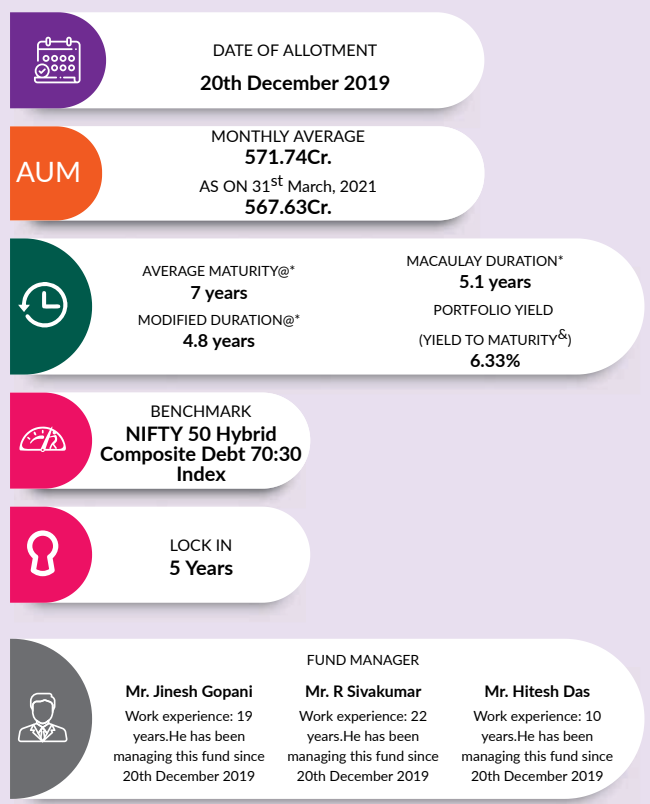 DATE OF ALLOTMENT
20th December 2019
AUM
MONTHLY AVERAGE
571.74Cr.
AS ON 31st March, 2021
567.63Cr.
AVERAGE MATURITY@*
7 years
MODIFIED DURATION@*
4.8 years
MACAULAY DURATION*
5.1 years
PORTFOLIO YIELD
(YIELD TO MATURITY&)
6.33%
BENCHMARK
NIFTY 50 Hybrid
Composite Debt 70:30
Index
LOCK IN
5 Years
FUND MANAGER
Mr. Jinesh Gopani
Work experience: 19
years.He has been
managing this fund since
20th December 2019
Mr. R Sivakumar
Work experience: 22
years.He has been
managing this fund since
20th December 2019
Mr. Hitesh Das
Work experience: 10
years.He has been
managing this fund since
20th December 2019